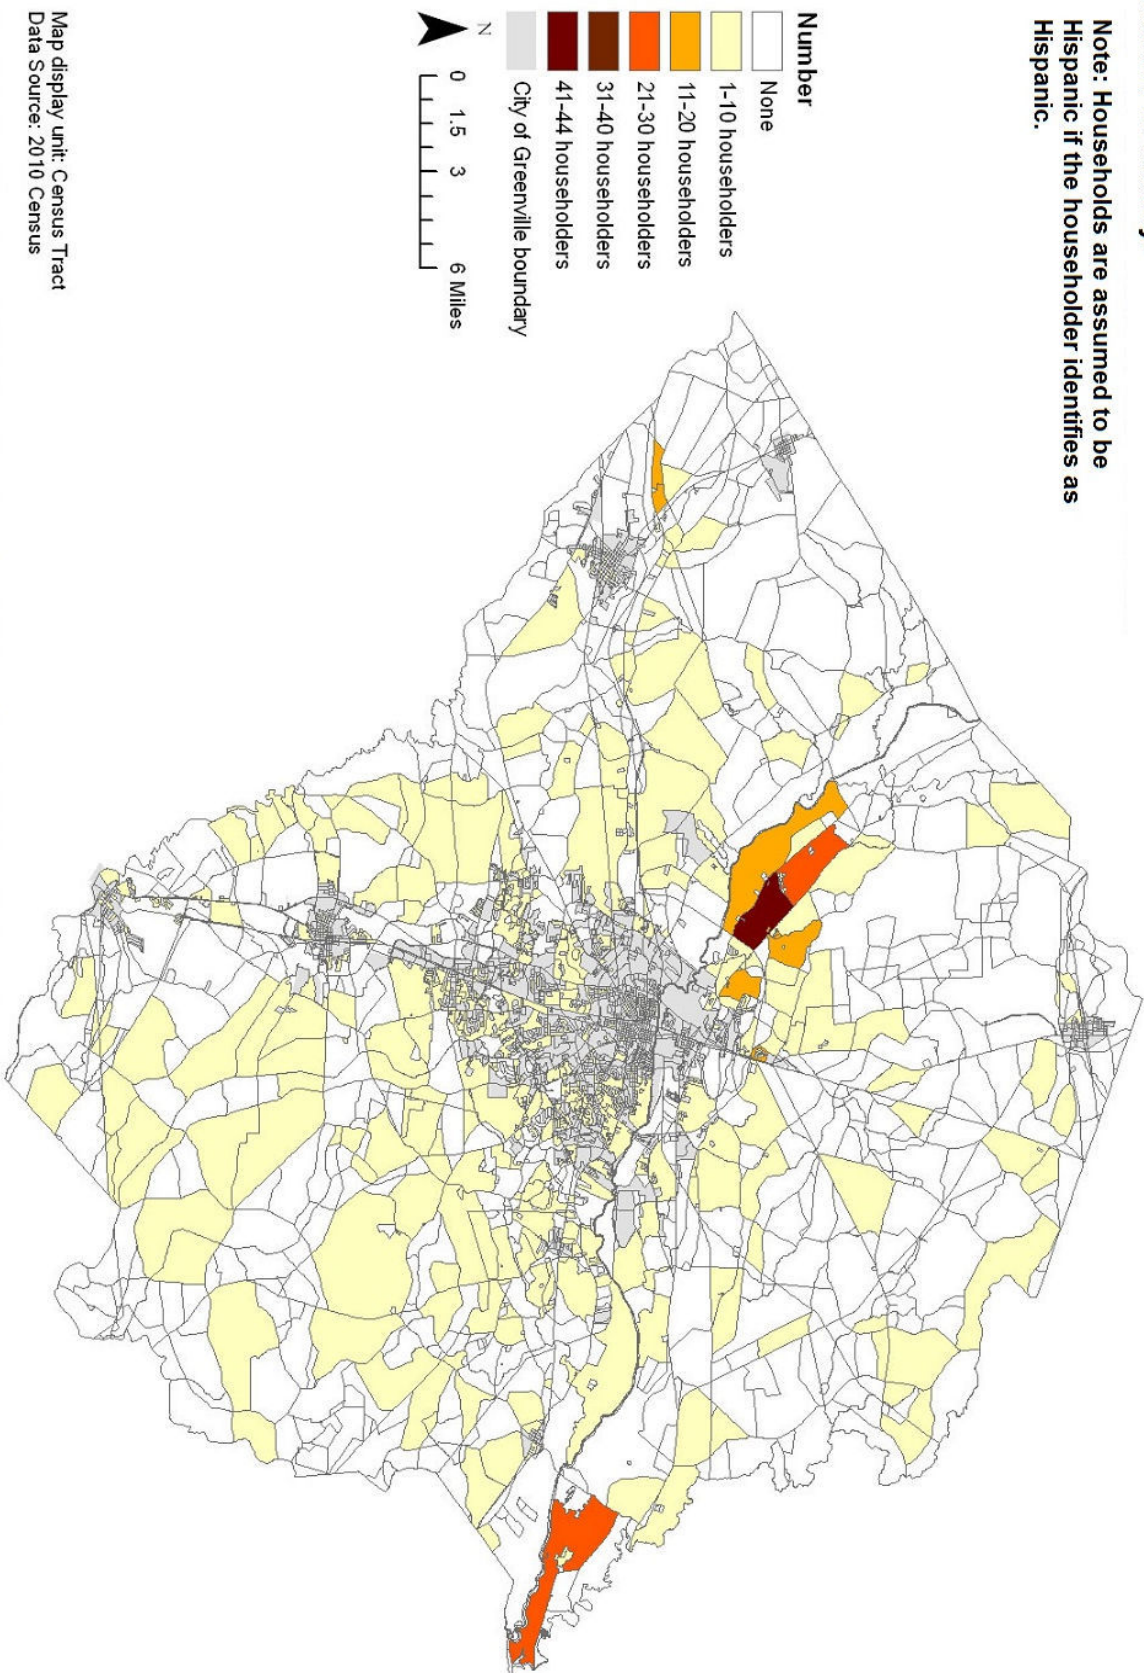 Note: Households are assumed to be
Hispanic if the householder identifies as
Hispanic.
Number
None
1-10 householders
11-20 householders
21-30 householders
31-40 householders
41-44 householders
City of Greenville boundary
N
0 1.5 3 6 Miles
Map display unit: Census Tract
Data Source: 2010 Census